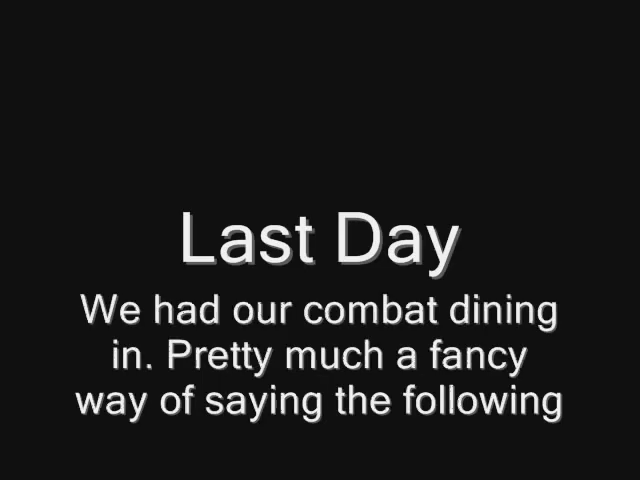 Last Day
We had our combat dining
in. Pretty much a fancy
way of saying the following